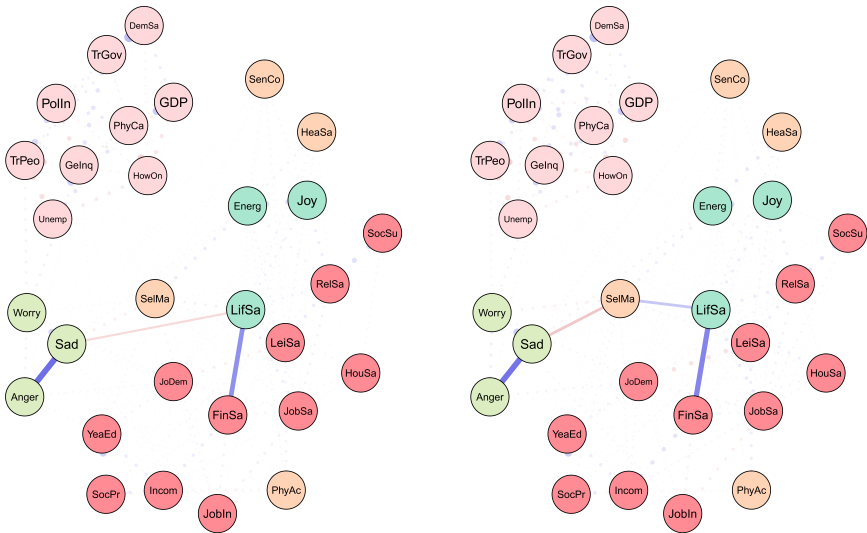 DemSa
TrGov
SenCo
PolIn
GDP
PhyCa
HeaSa
TrPeo
GeInq
HowOn
Energ
Joy
Unemp
SocSu
RelSa
SelMa
Worry
LifSa
Sad
LeiSa
HouSa
JoDem
Anger
FinSa
JobSa
YeaEd
SocPr
Incom
PhyAc
JobIn
DemSa
TrGov
SenCo
PolIn
GDP
PhyCa
HeaSa
TrPeo
GeInq
HowOn
Energ
Joy
Unemp
SocSu
RelSa
SelMa
Worry
LifSa
Sad
LeiSa
HouSa
JoDem
Anger
FinSa
JobSa
YeaEd
SocPr
Incom
PhyAc
JobIn